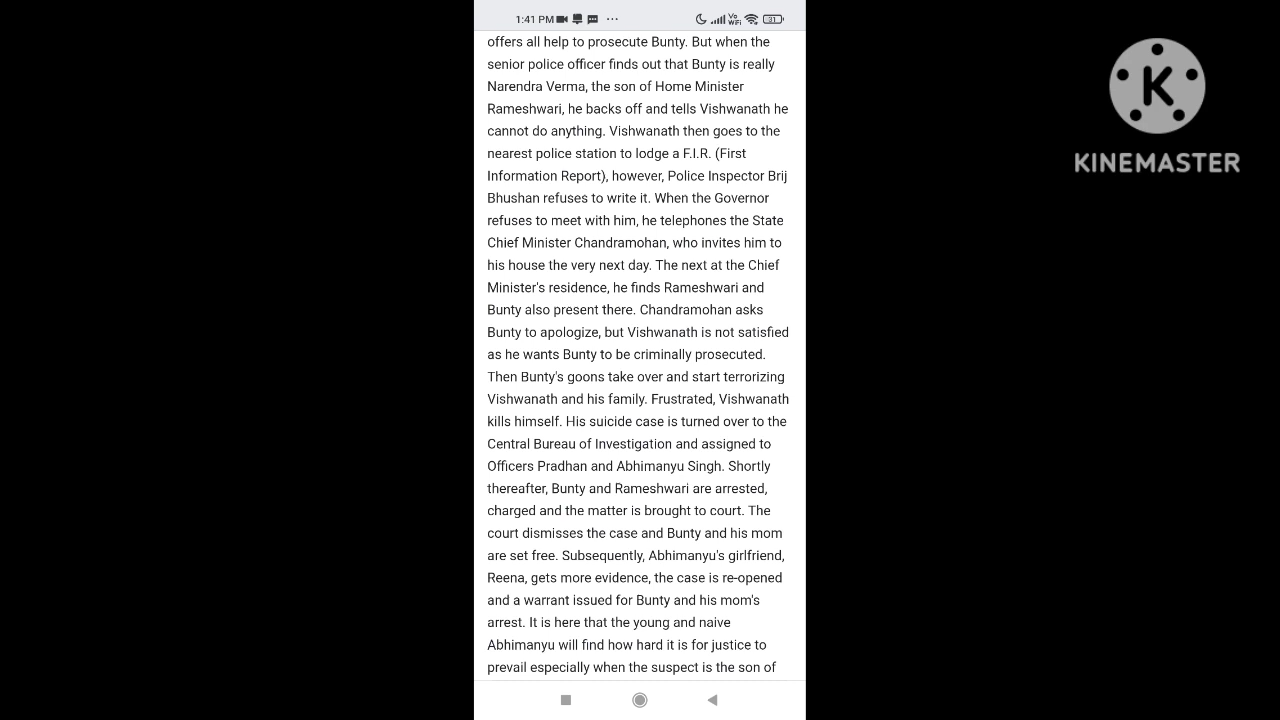 1:41 PM
Vo
WiFi
31
K
KINEMASTER
offers all help to prosecute Bunty. But when the
senior police officer finds out that Bunty is really
Narendra Verma, the son of Home Minister
Rameshwari, he backs off and tells Vishwanath he
cannot do anything. Vishwanath then goes to the
nearest police station to lodge a F.I.R. (First
Information Report), however, Police Inspector Brij
Bhushan refuses to write it. When the Governor
refuses to meet with him, he telephones the State
Chief Minister Chandramohan, who invites him to
his house the very next day. The next at the Chief
Minister's residence, he finds Rameshwari and
Bunty also present there. Chandramohan asks
Bunty to apologize, but Vishwanath is not satisfied
as he wants Bunty to be criminally prosecuted.
Then Bunty's goons take over and start terrorizing
Vishwanath and his family. Frustrated, Vishwanath
kills himself. His suicide case is turned over to the
Central Bureau of Investigation and assigned to
Officers Pradhan and Abhimanyu Singh. Shortly
thereafter, Bunty and Rameshwari are arrested,
charged and the matter is brought to court. The
court dismisses the case and Bunty and his mom
are set free. Subsequently, Abhimanyu's girlfriend,
Reena, gets more evidence, the case is re-opened
and a warrant issued for Bunty and his mom's
arrest. It is here that the young and naive
Abhimanyu will find how hard it is for justice to
prevail especially when the suspect is the son of